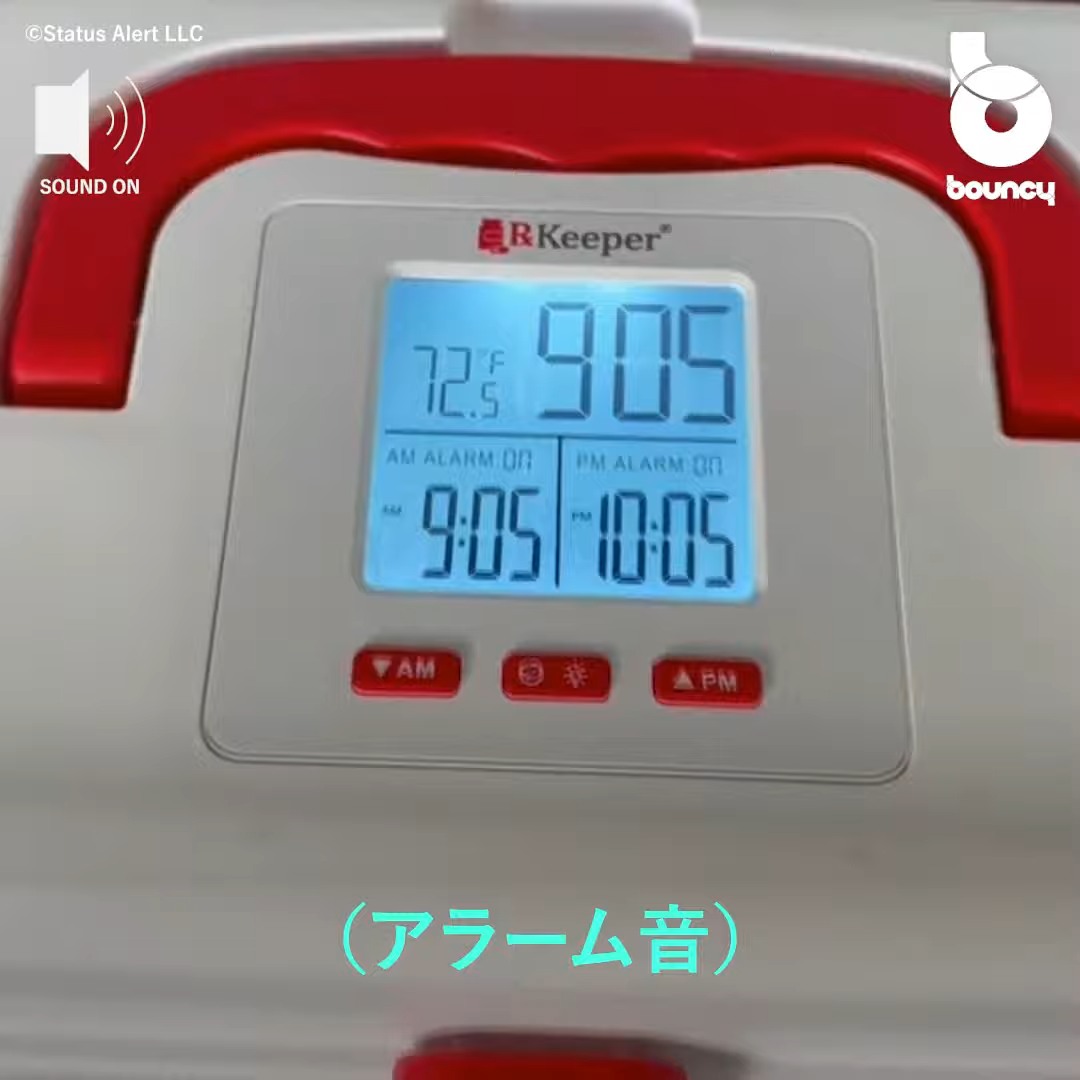 ©Status Alert LLC
SOUND ON
bouncy
RxKeeper®
905
72.5 °F
AM ALARM ON
PM ALARM ON
AM 9:05
PM 10:05
▼AM
▲PM
（アラーム音）